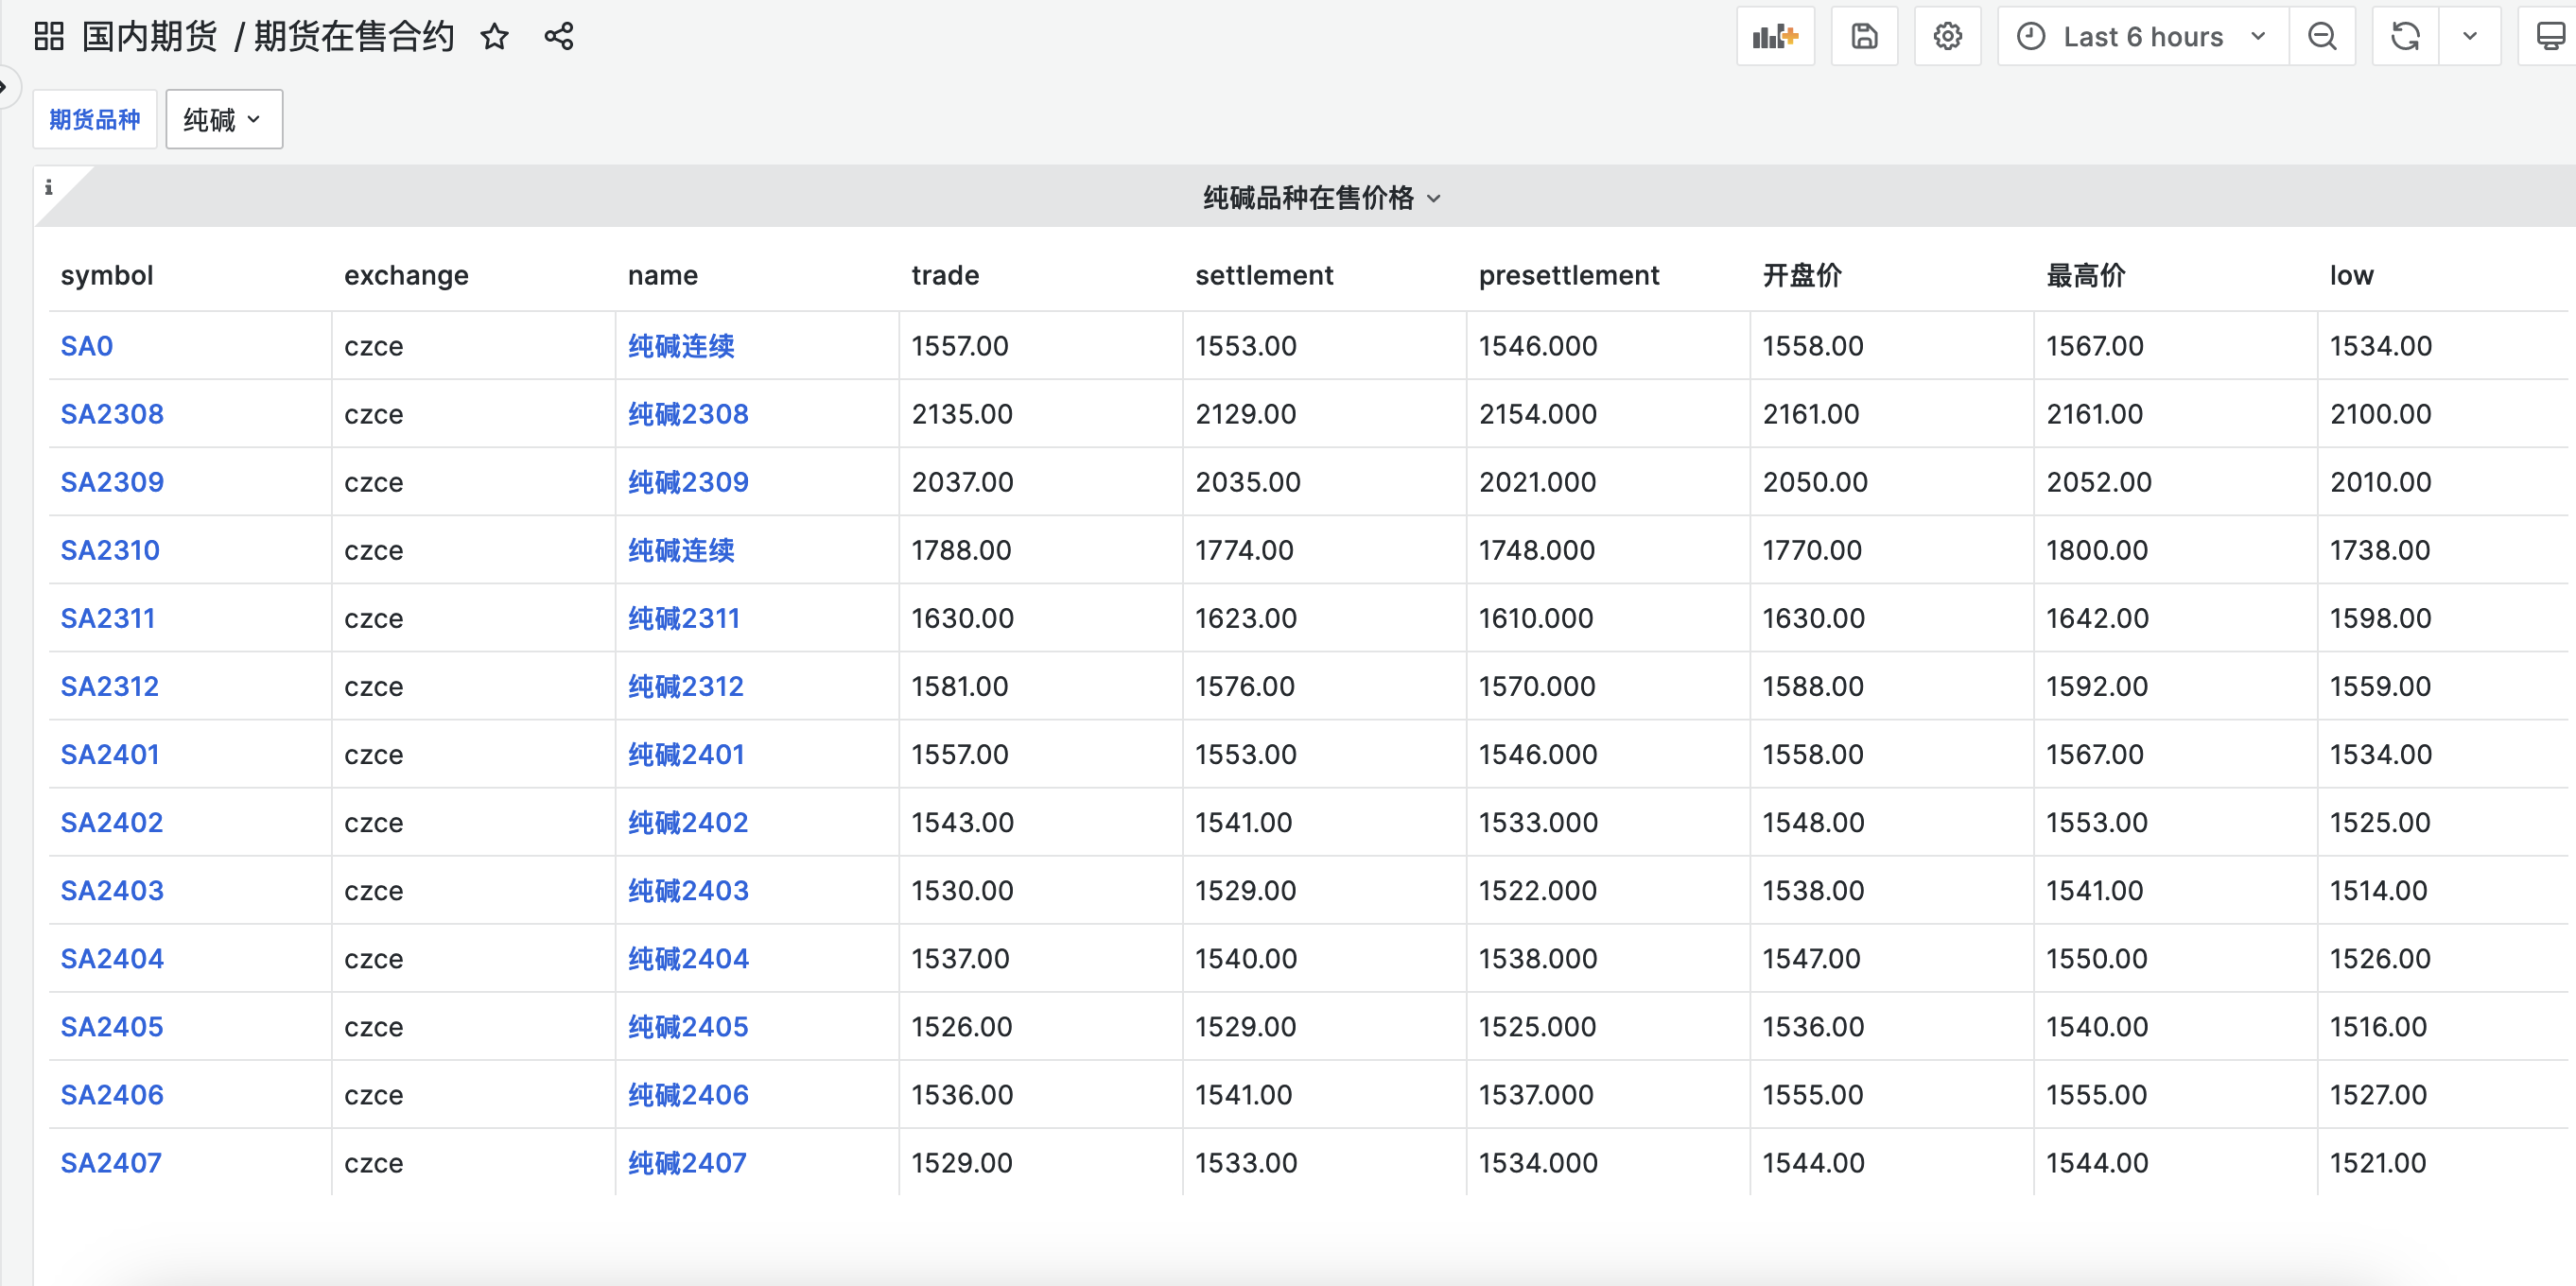 国内期货 / 期货在售合约 Last 6 hours
期货品种 纯碱
i 纯碱品种在售价格
symbol exchange name trade settlement presettlement 开盘价 最高价 low
SA0 czce 纯碱连续 1557.00 1553.00 1546.000 1558.00 1567.00 1534.00
SA2308 czce 纯碱2308 2135.00 2129.00 2154.000 2161.00 2161.00 2100.00
SA2309 czce 纯碱2309 2037.00 2035.00 2021.000 2050.00 2052.00 2010.00
SA2310 czce 纯碱连续 1788.00 1774.00 1748.000 1770.00 1800.00 1738.00
SA2311 czce 纯碱2311 1630.00 1623.00 1610.000 1630.00 1642.00 1598.00
SA2312 czce 纯碱2312 1581.00 1576.00 1570.000 1588.00 1592.00 1559.00
SA2401 czce 纯碱2401 1557.00 1553.00 1546.000 1558.00 1567.00 1534.00
SA2402 czce 纯碱2402 1543.00 1541.00 1533.000 1548.00 1553.00 1525.00
SA2403 czce 纯碱2403 1530.00 1529.00 1522.000 1538.00 1541.00 1514.00
SA2404 czce 纯碱2404 1537.00 1540.00 1538.000 1547.00 1550.00 1526.00
SA2405 czce 纯碱2405 1526.00 1529.00 1525.000 1536.00 1540.00 1516.00
SA2406 czce 纯碱2406 1536.00 1541.00 1537.000 1555.00 1555.00 1527.00
SA2407 czce 纯碱2407 1529.00 1533.00 1534.000 1544.00 1544.00 1521.00